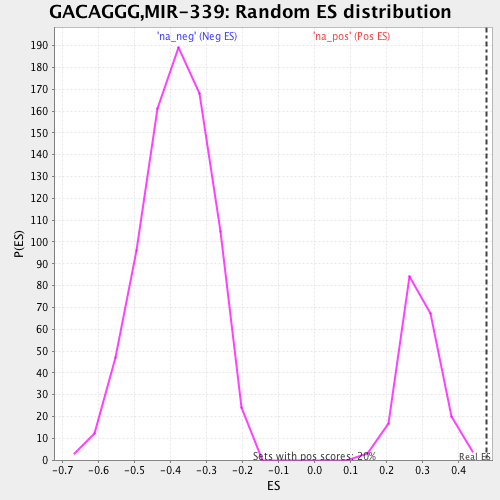 GACAGGG,MIR-339: Random ES distribution
'na_neg' (Neg ES) 'na_pos' (Pos ES)
190
180
170
160
150
140
130
120
110
100
90
80
70
60
50
40
30
20
10
0
P(ES)
Sets with pos scores: 20%
Real ES
-0.7 -0.6 -0.5 -0.4 -0.3 -0.2 -0.1 0.0 0.1 0.2 0.3 0.4
ES